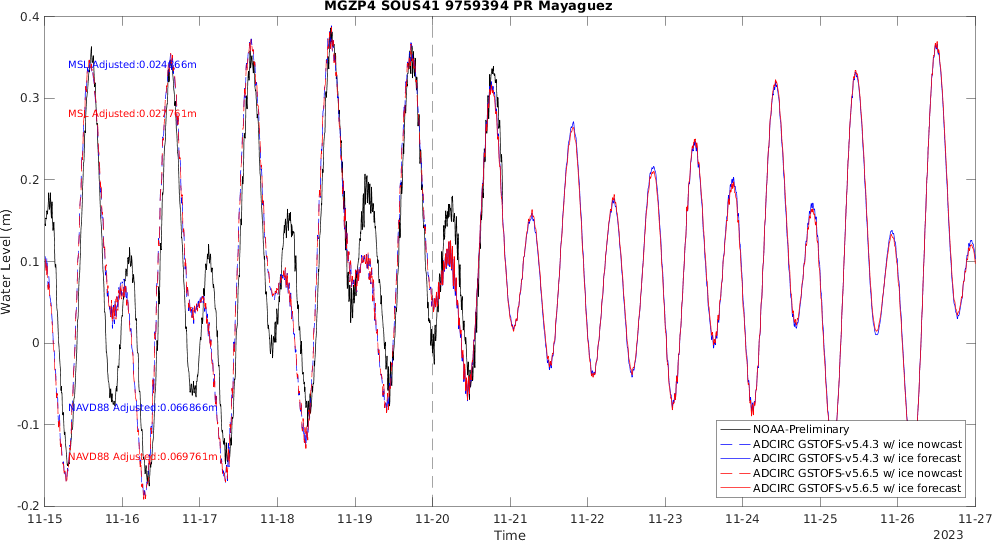 MGZP4 SOUS41 9759394 PR Mayaguez
0.4
0.3
0.2
0.1
0
-0.1
-0.2
Water Level (m)
MSL Adjusted:0.024866m
MSL Adjusted:0.027761m
NAVD88 Adjusted:0.066866m
NAVD88 Adjusted:0.069761m
NOAA-Preliminary
ADCIRC GSTOFS-v5.4.3 w/ ice nowcast
ADCIRC GSTOFS-v5.4.3 w/ ice forecast
ADCIRC GSTOFS-v5.6.5 w/ ice nowcast
ADCIRC GSTOFS-v5.6.5 w/ ice forecast
11-15 11-16 11-17 11-18 11-19 11-20 11-21 11-22 11-23 11-24 11-25 11-26 11-27
Time
2023